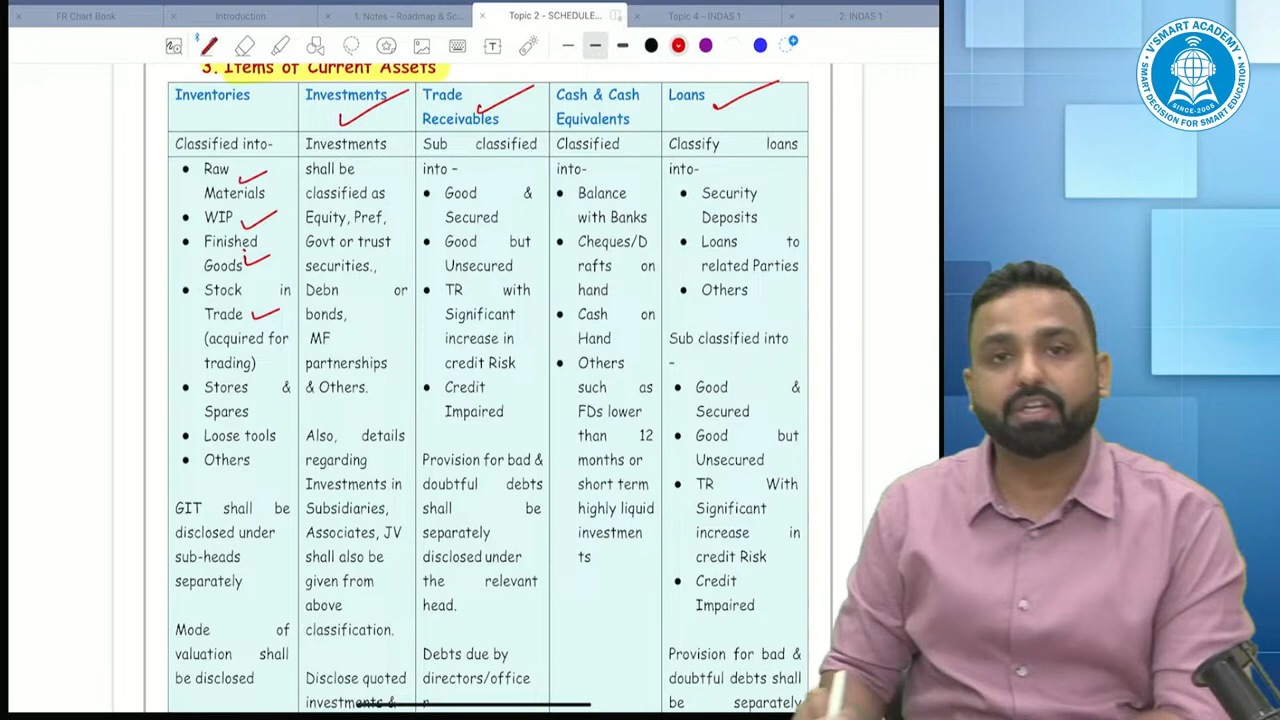 FR Chart Book
Introduction
1. Notes - Roadmap & Sc...
Topic 2 - SCHEDULE...
Topic 4 - INDAS 1
2. INDAS 1
3. Items of Current Assets
Inventories
Classified into-
Raw
Materials
WIP
Finished
Goods
Stock in
Trade
(acquired for
trading)
Stores &
Spares
Loose tools
Others
GIT shall be
disclosed under
sub-heads
separately
Mode of
valuation shall
be disclosed
Investments
Investments
shall be
classified as
Equity, Pref,
Govt or trust
securities.,
Debn or
bonds,
MF
partnerships
& Others.
Also, details
regarding
Investments in
Subsidiaries,
Associates, JV
shall also be
given from
above
classification.
Disclose quoted
investments &
Trade
Receivables
Sub classified
into –
Good &
Secured
Good but
Unsecured
TR with
Significant
increase in
credit Risk
Credit
Impaired
Provision for bad &
doubtful debts
shall be
separately
disclosed under
the relevant
head.
Debts due by
directors/office
r
Cash & Cash
Equivalents
Classified
into-
Balance
with Banks
Cheques/D
rafts on
hand
Cash on
Hand
Others
such as
FDs lower
than 12
months or
short term
highly liquid
investmen
ts
Loans
Classify loans
into-
Security
Deposits
Loans to
related Parties
Others
Sub classified into
–
Good &
Secured
Good but
Unsecured
TR With
Significant
increase in
credit Risk
Credit
Impaired
Provision for bad &
doubtful debts shall
be separately
V'SMART ACADEMY
SINCE-2005
SMART DECISION FOR SMART EDUCATION